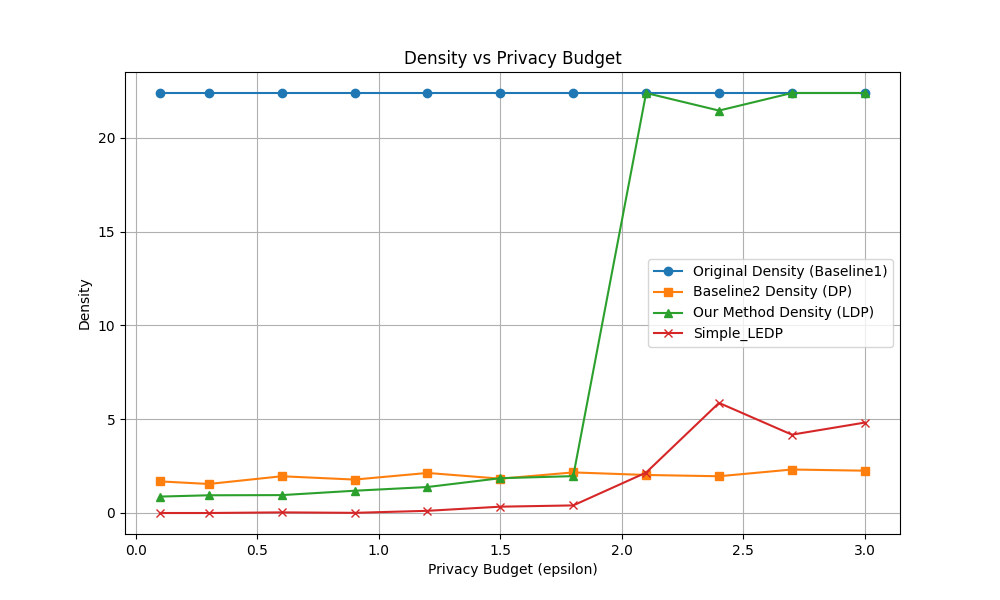 Density vs Privacy Budget
Density
20
15
10
5
0
0.0 0.5 1.0 1.5 2.0 2.5 3.0
Privacy Budget (epsilon)
Original Density (Baseline1)
Baseline2 Density (DP)
Our Method Density (LDP)
Simple_LEDP